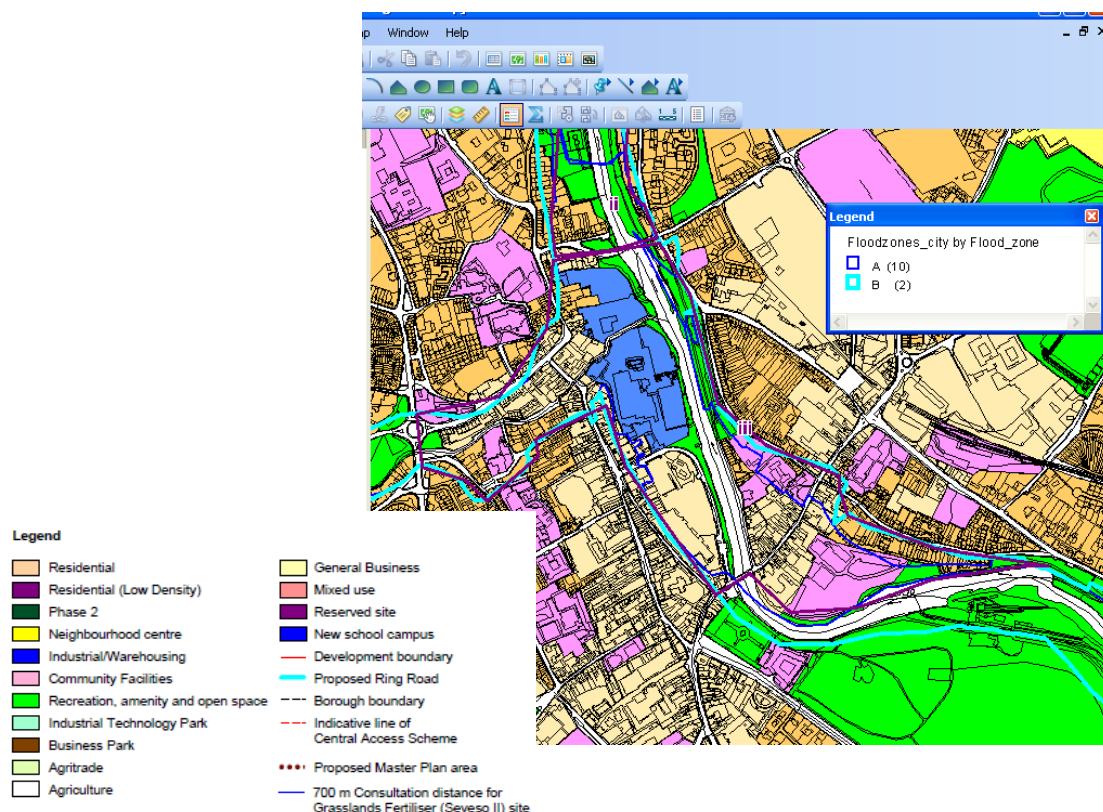 Window Help
ii
iii
Legend
Floodzones_city by Flood_zone
A (10)
B (2)
Legend
Residential
Residential (Low Density)
Phase 2
Neighbourhood centre
Industrial/Warehousing
Community Facilities
Recreation, amenity and open space
Industrial Technology Park
Business Park
Agritrade
Agriculture
General Business
Mixed use
Reserved site
New school campus
Development boundary
Proposed Ring Road
Borough boundary
Indicative line of
Central Access Scheme
Proposed Master Plan area
700 m Consultation distance for
Grasslands Fertiliser (Seveso II) site